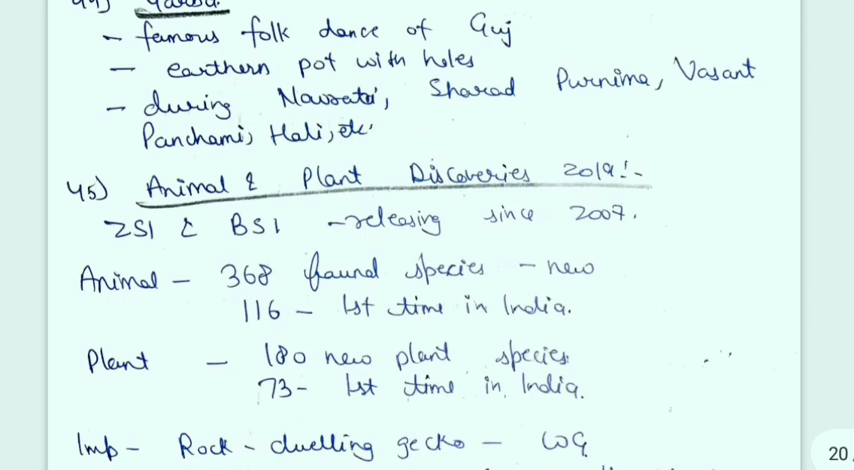 44) Garba:
- famous folk dance of Guj
- earthern pot with holes
- during Navratri, Sharad Purnima, Vasant
Panchami, Holi, etc.
45) Animal & Plant Discoveries 2019:-
ZSI & BSI - releasing since 2007.
Animal - 368 faunal species - new
116 - 1st time in India.
Plant - 180 new plant species
73 - 1st time in India.
Imp - Rock - dwelling gecko - WG
20